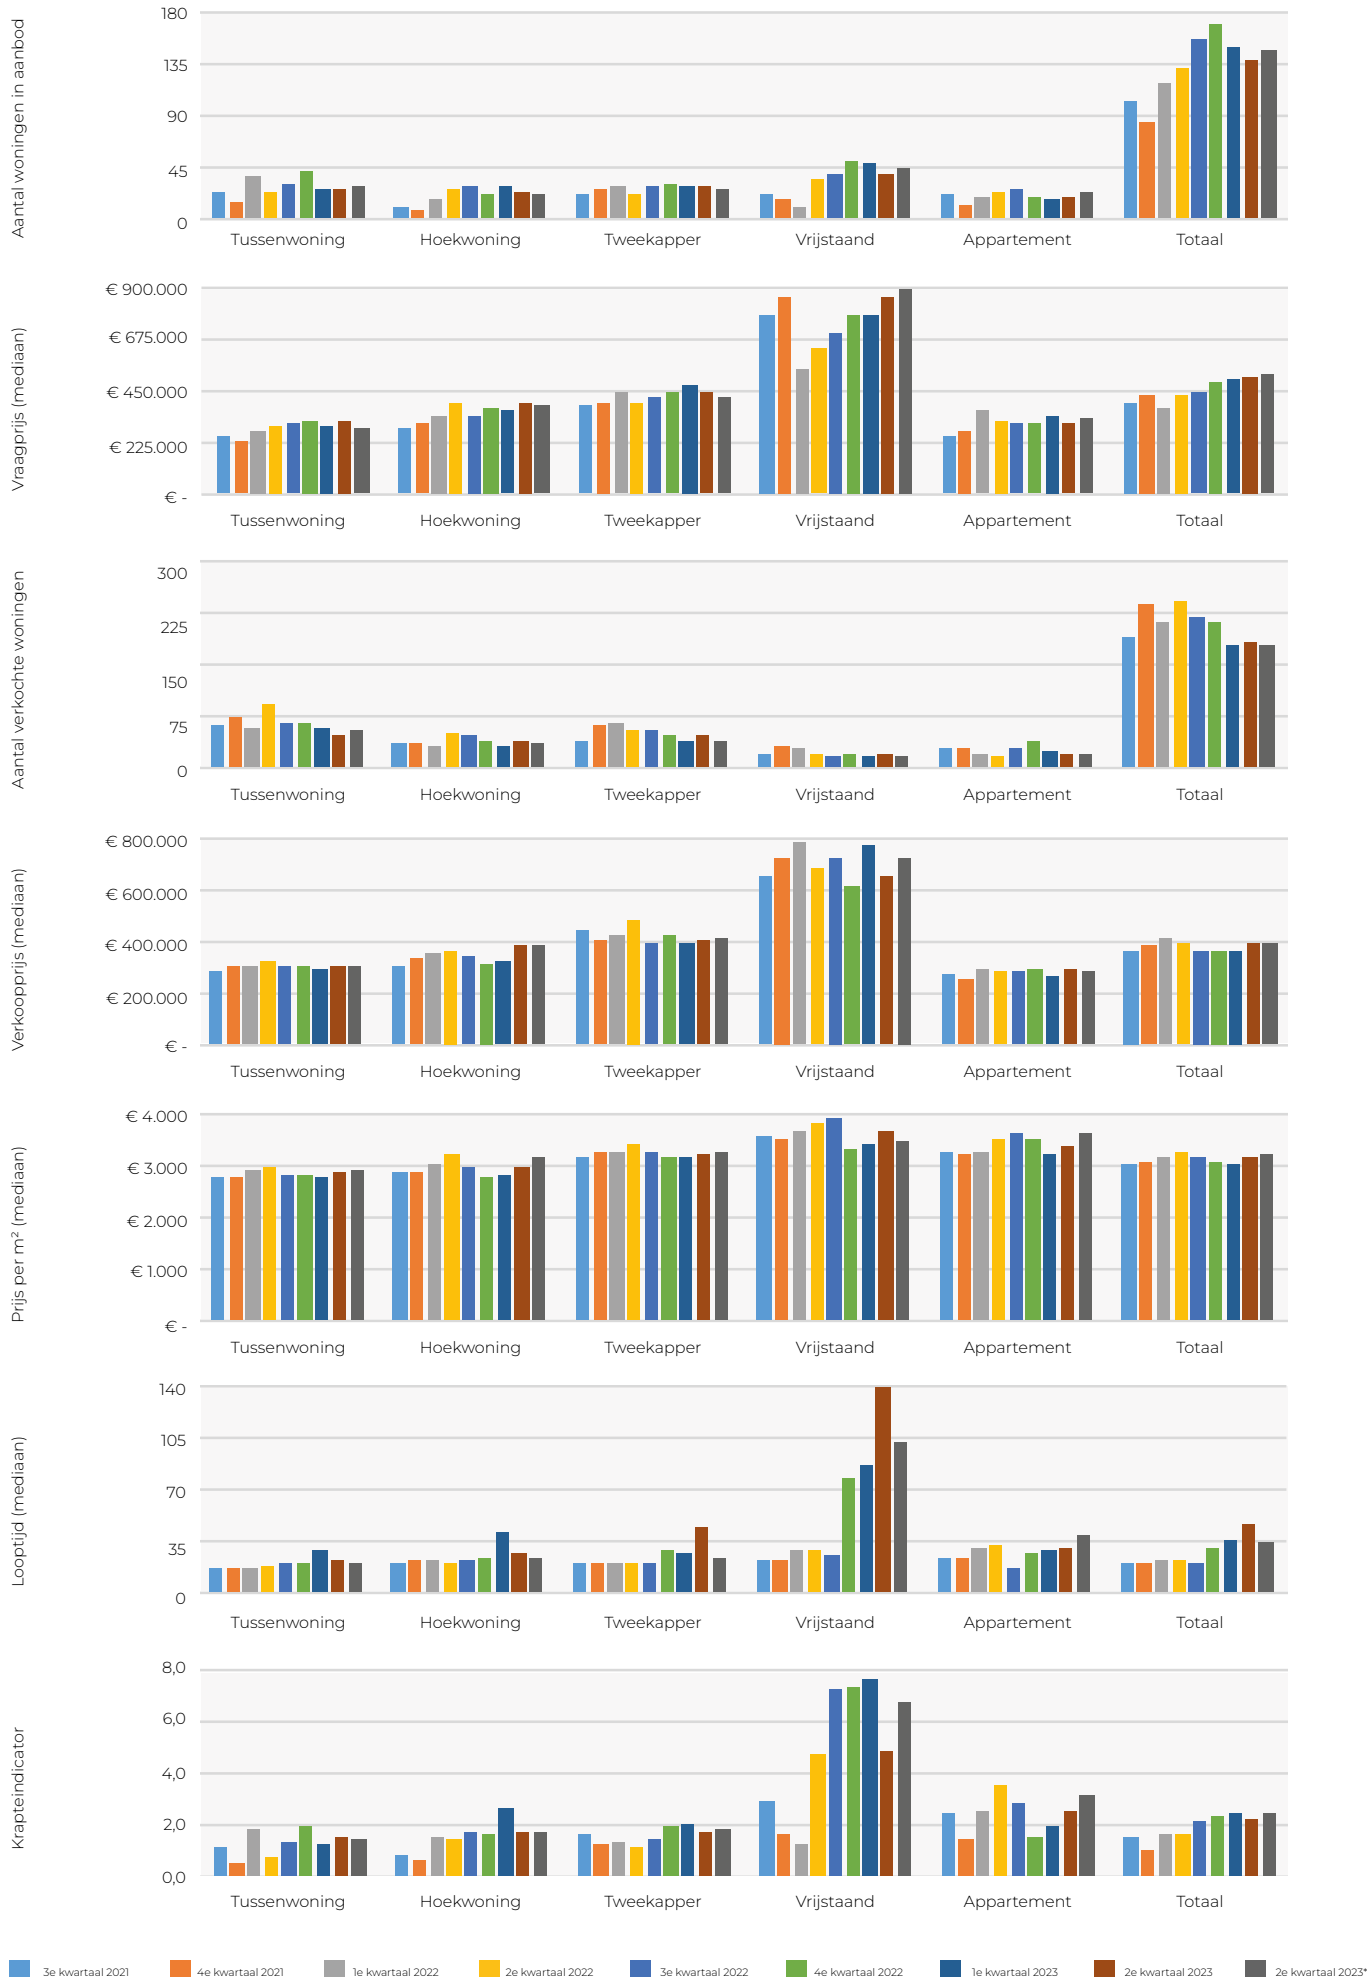 Aantal woningen in aanbod
180
135
90
45
0
Tussenwoning Hoekwoning Tweekapper Vrijstaand Appartement Totaal
Vraagprijs (mediaan)
€ 900.000
€ 675.000
€ 450.000
€ 225.000
€ -
Tussenwoning Hoekwoning Tweekapper Vrijstaand Appartement Totaal
Aantal verkochte woningen
300
225
150
75
0
Tussenwoning Hoekwoning Tweekapper Vrijstaand Appartement Totaal
Verkoopprijs (mediaan)
€ 800.000
€ 600.000
€ 400.000
€ 200.000
€ -
Tussenwoning Hoekwoning Tweekapper Vrijstaand Appartement Totaal
Prijs per m² (mediaan)
€ 4.000
€ 3.000
€ 2.000
€ 1.000
€ -
Tussenwoning Hoekwoning Tweekapper Vrijstaand Appartement Totaal
Looptijd (mediaan)
140
105
70
35
0
Tussenwoning Hoekwoning Tweekapper Vrijstaand Appartement Totaal
Krapteindicator
8,0
6,0
4,0
2,0
0,0
Tussenwoning Hoekwoning Tweekapper Vrijstaand Appartement Totaal
3e kwartaal 2021 4e kwartaal 2021 1e kwartaal 2022 2e kwartaal 2022 3e kwartaal 2022 4e kwartaal 2022 1e kwartaal 2023 2e kwartaal 2023 2e kwartaal 2023*